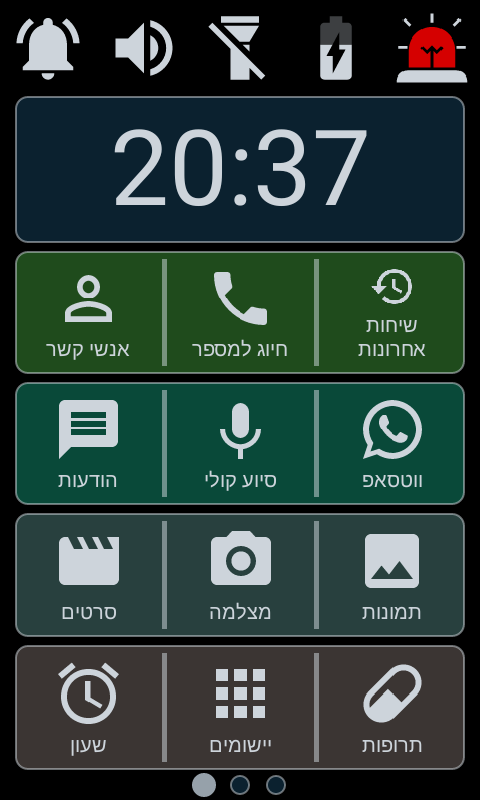 20:37
שיחות
אחרונות
חיוג למספר
אנשי קשר
ווטסאפ
סיוע קולי
הודעות
תמונות
מצלמה
סרטים
תרופות
יישומים
שעון